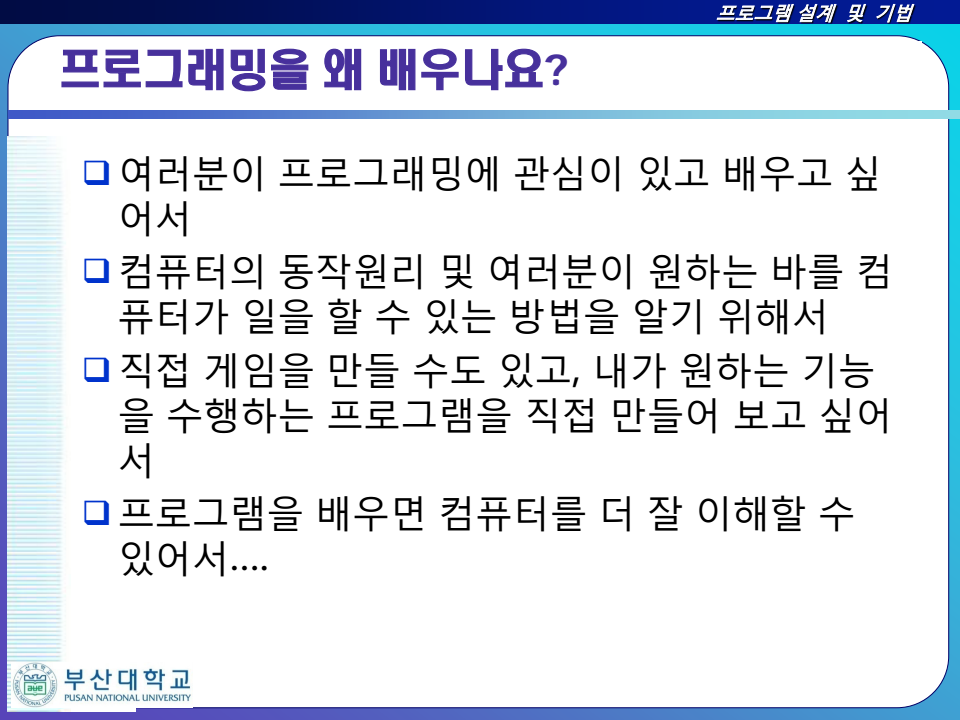 프로그램 설계 및 기법
프로그래밍을 왜 배우나요?
❑ 여러분이 프로그래밍에 관심이 있고 배우고 싶
어서
❑ 컴퓨터의 동작원리 및 여러분이 원하는 바를 컴
퓨터가 일을 할 수 있는 방법을 알기 위해서
❑ 직접 게임을 만들 수도 있고, 내가 원하는 기능
을 수행하는 프로그램을 직접 만들어 보고 싶어
서
❑ 프로그램을 배우면 컴퓨터를 더 잘 이해할 수
있어서....
부산대학교
PUSAN NATIONAL UNIVERSITY